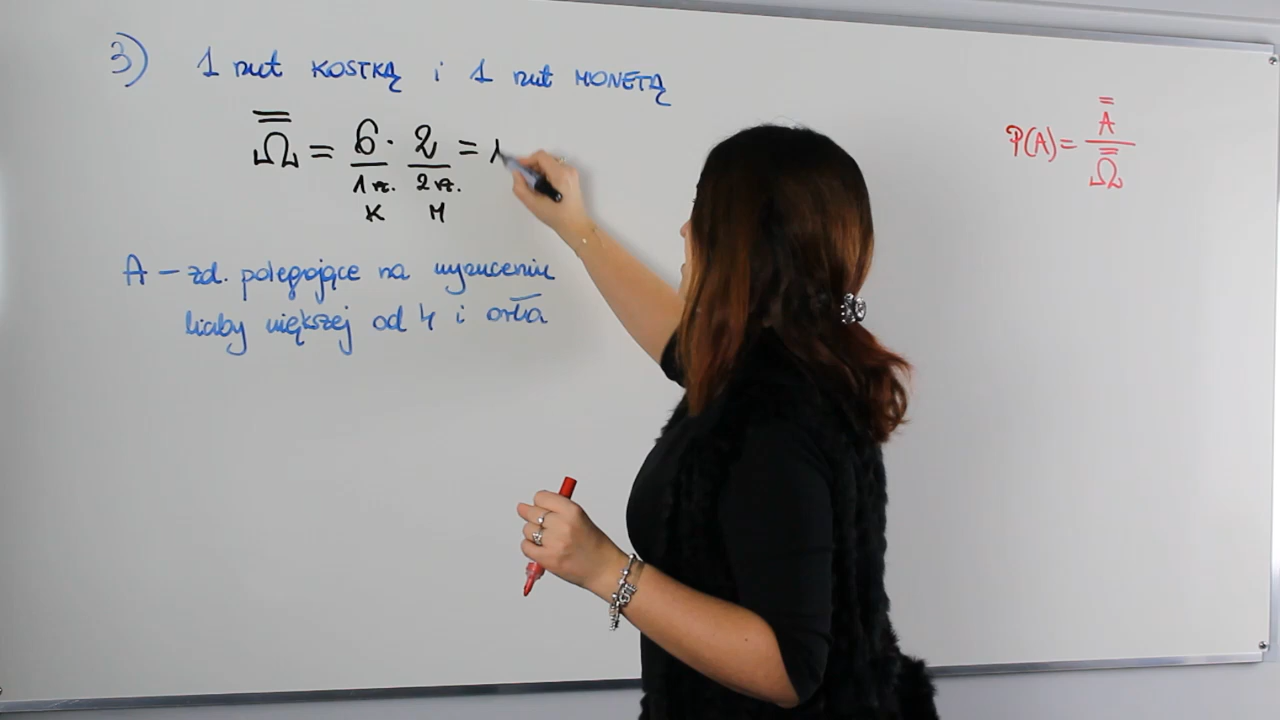 3) 1 rzut KOSTKĄ i 1 rzut MONETĄ
Ω̿ = 6 · 2 = 1
1 rz. 2 rz.
K M
A – zd. polegające na wyrzuceniu
liczby większej od 4 i orła
P(A) = A̿ / Ω̿